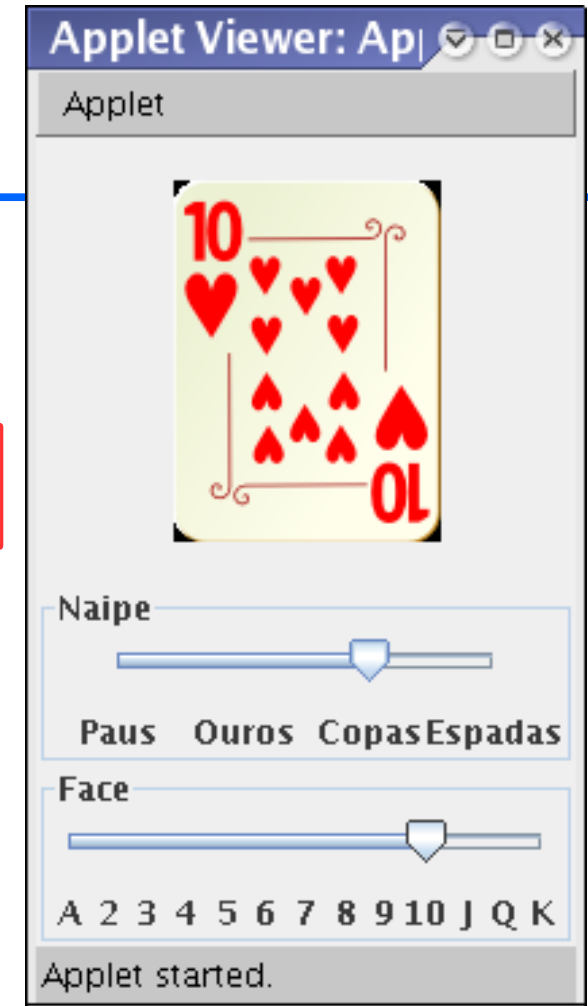 Applet Viewer: Ap
Applet
10
Naipe
Paus Ouros Copas Espadas
Face
A 2 3 4 5 6 7 8 9 10 J Q K
Applet started.